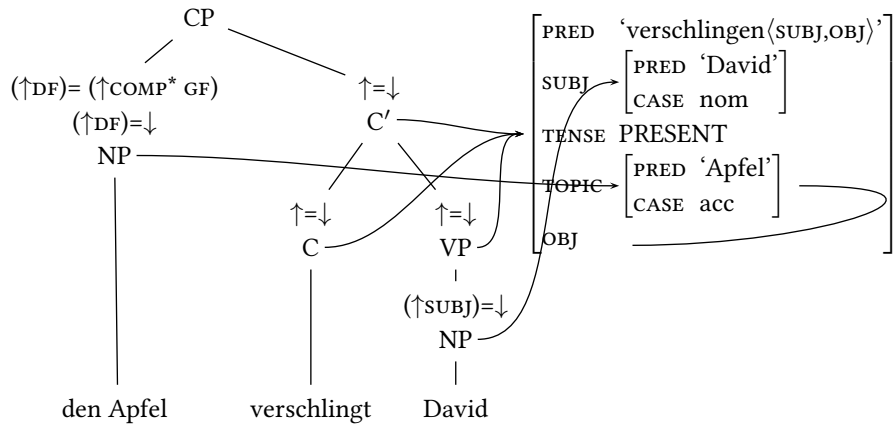 CP
PRED ‘verschlingen⟨SUBJ,OBJ⟩’
(↑DF)= (↑COMP* GF) ↑=↓ SUBJ PRED ‘David’
CASE nom
(↑DF)=↓ C′ TENSE PRESENT
NP PRED ‘Apfel’
TOPIC
↑=↓ ↑=↓ CASE acc
C VP OBJ
(↑SUBJ)=↓
NP
den Apfel verschlingt David